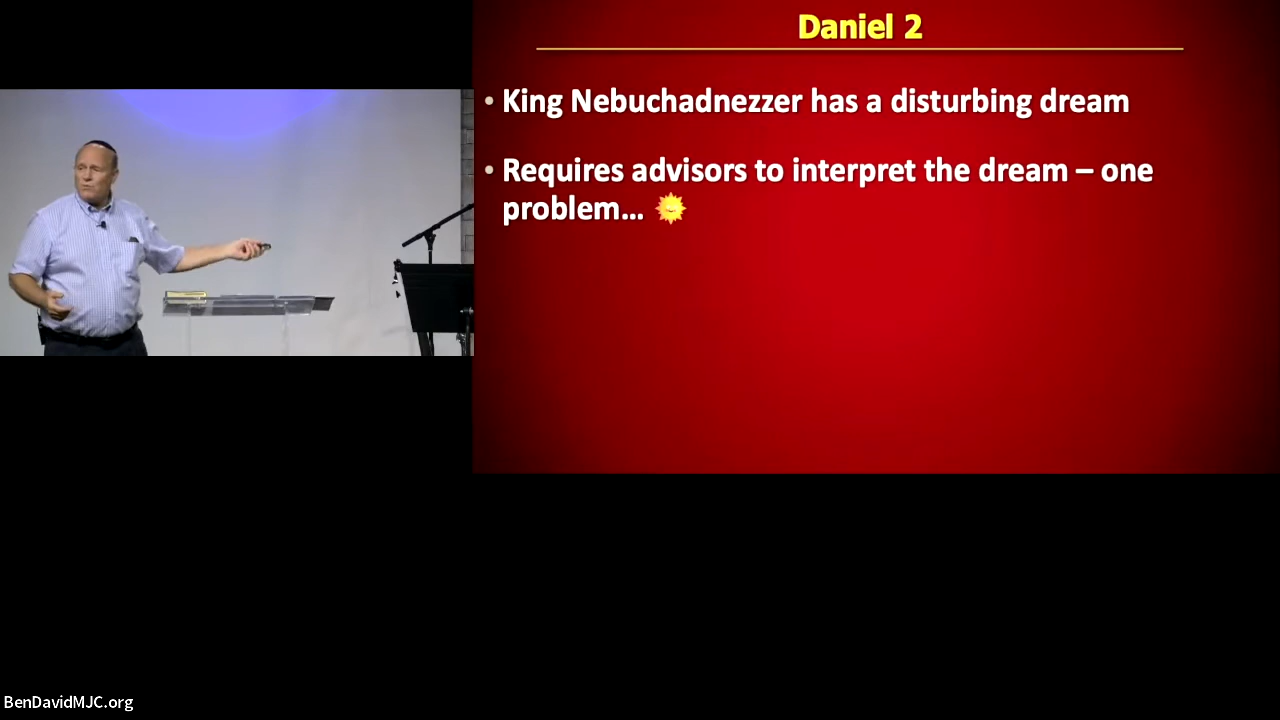 Daniel 2
• King Nebuchadnezzer has a disturbing dream
• Requires advisors to interpret the dream – one
problem... 🌞
BenDavidMJC.org